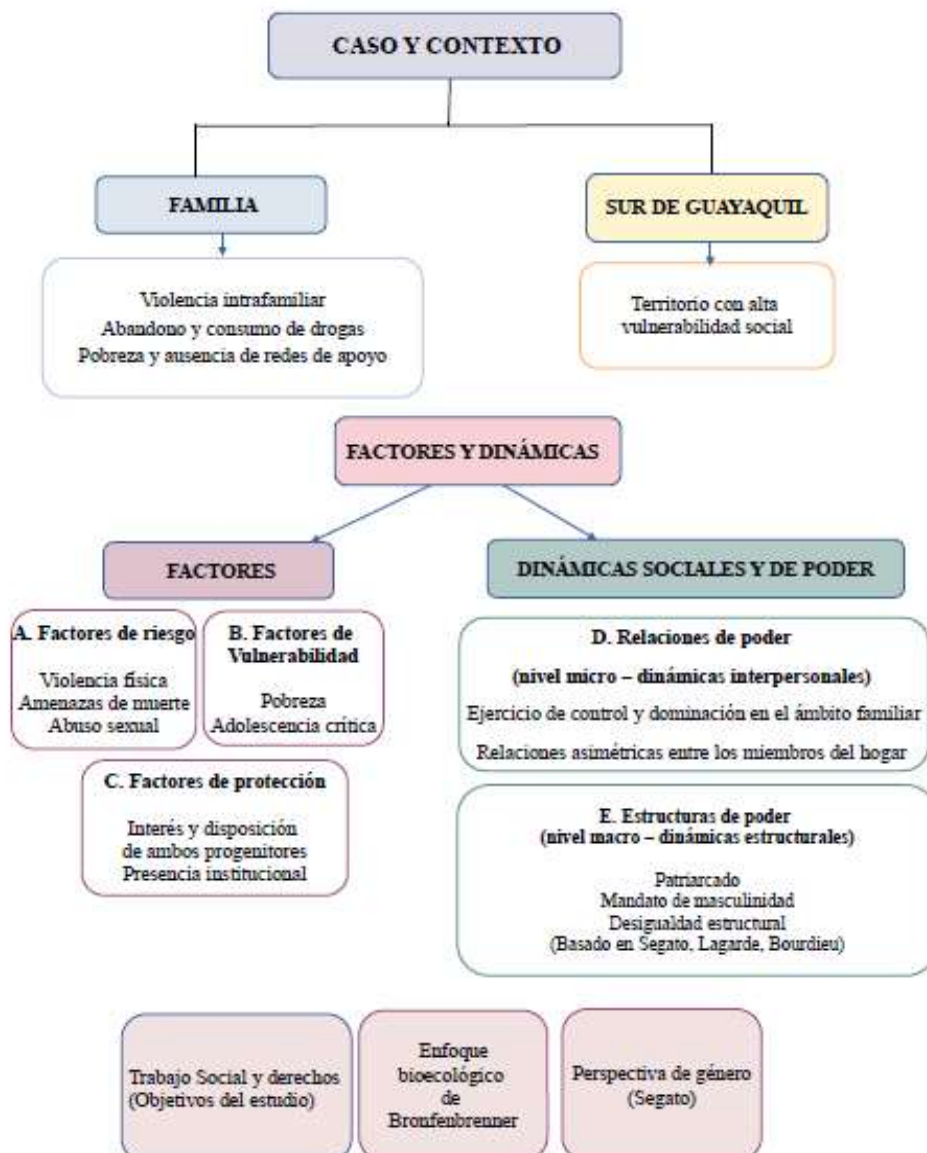 CASO Y CONTEXTO
FAMILIA
Violencia intrafamiliar
Abandono y consumo de drogas
Pobreza y ausencia de redes de apoyo
SUR DE GUAYAQUIL
Territorio con alta
vulnerabilidad social
FACTORES Y DINÁMICAS
FACTORES
A. Factores de riesgo
Violencia física
Amenazas de muerte
Abuso sexual
B. Factores de
Vulnerabilidad
Pobreza
Adolescencia crítica
C. Factores de protección
Interés y disposición
de ambos progenitores
Presencia institucional
DINÁMICAS SOCIALES Y DE PODER
D. Relaciones de poder
(nivel micro – dinámicas interpersonales)
Ejercicio de control y dominación en el ámbito familiar
Relaciones asimétricas entre los miembros del hogar
E. Estructuras de poder
(nivel macro – dinámicas estructurales)
Patriarcado
Mandato de masculinidad
Desigualdad estructural
(Basado en Segato, Lagarde, Bourdieu)
Trabajo Social y derechos
(Objetivos del estudio)
Enfoque
bioecológico
de
Bronfenbrenner
Perspectiva de género
(Segato)